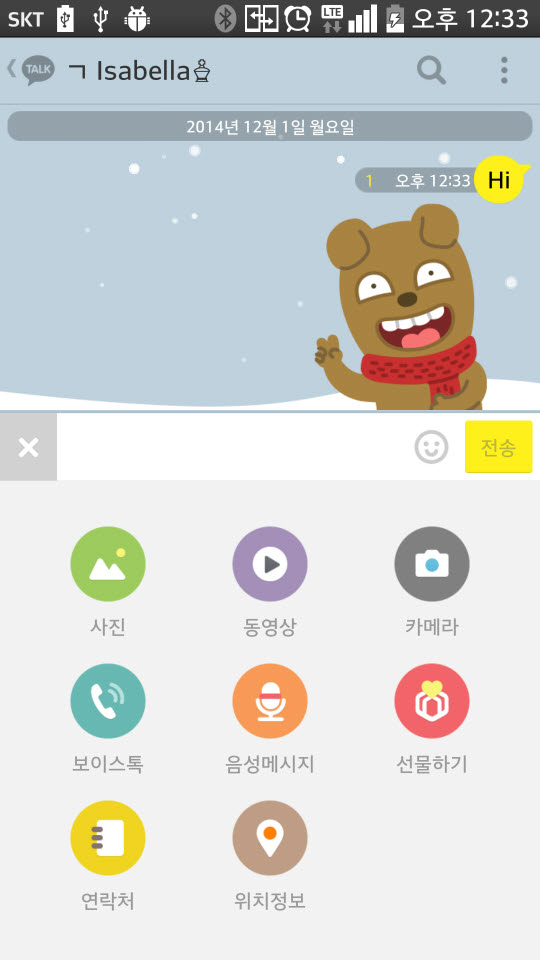 SKT LTE 오후 12:33
TALK ㄱ Isabella
2014년 12월 1일 월요일
1 오후 12:33 Hi
전송
사진 동영상 카메라
보이스톡 음성메시지 선물하기
연락처 위치정보